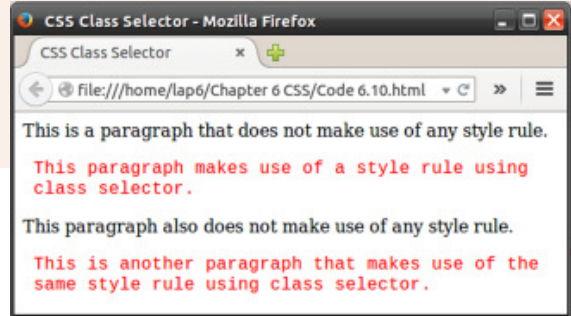 CSS Class Selector - Mozilla Firefox
CSS Class Selector
file:///home/lap6/Chapter 6 CSS/Code 6.10.html
This is a paragraph that does not make use of any style rule.
This paragraph makes use of a style rule using
class selector.
This paragraph also does not make use of any style rule.
This is another paragraph that makes use of the
same style rule using class selector.